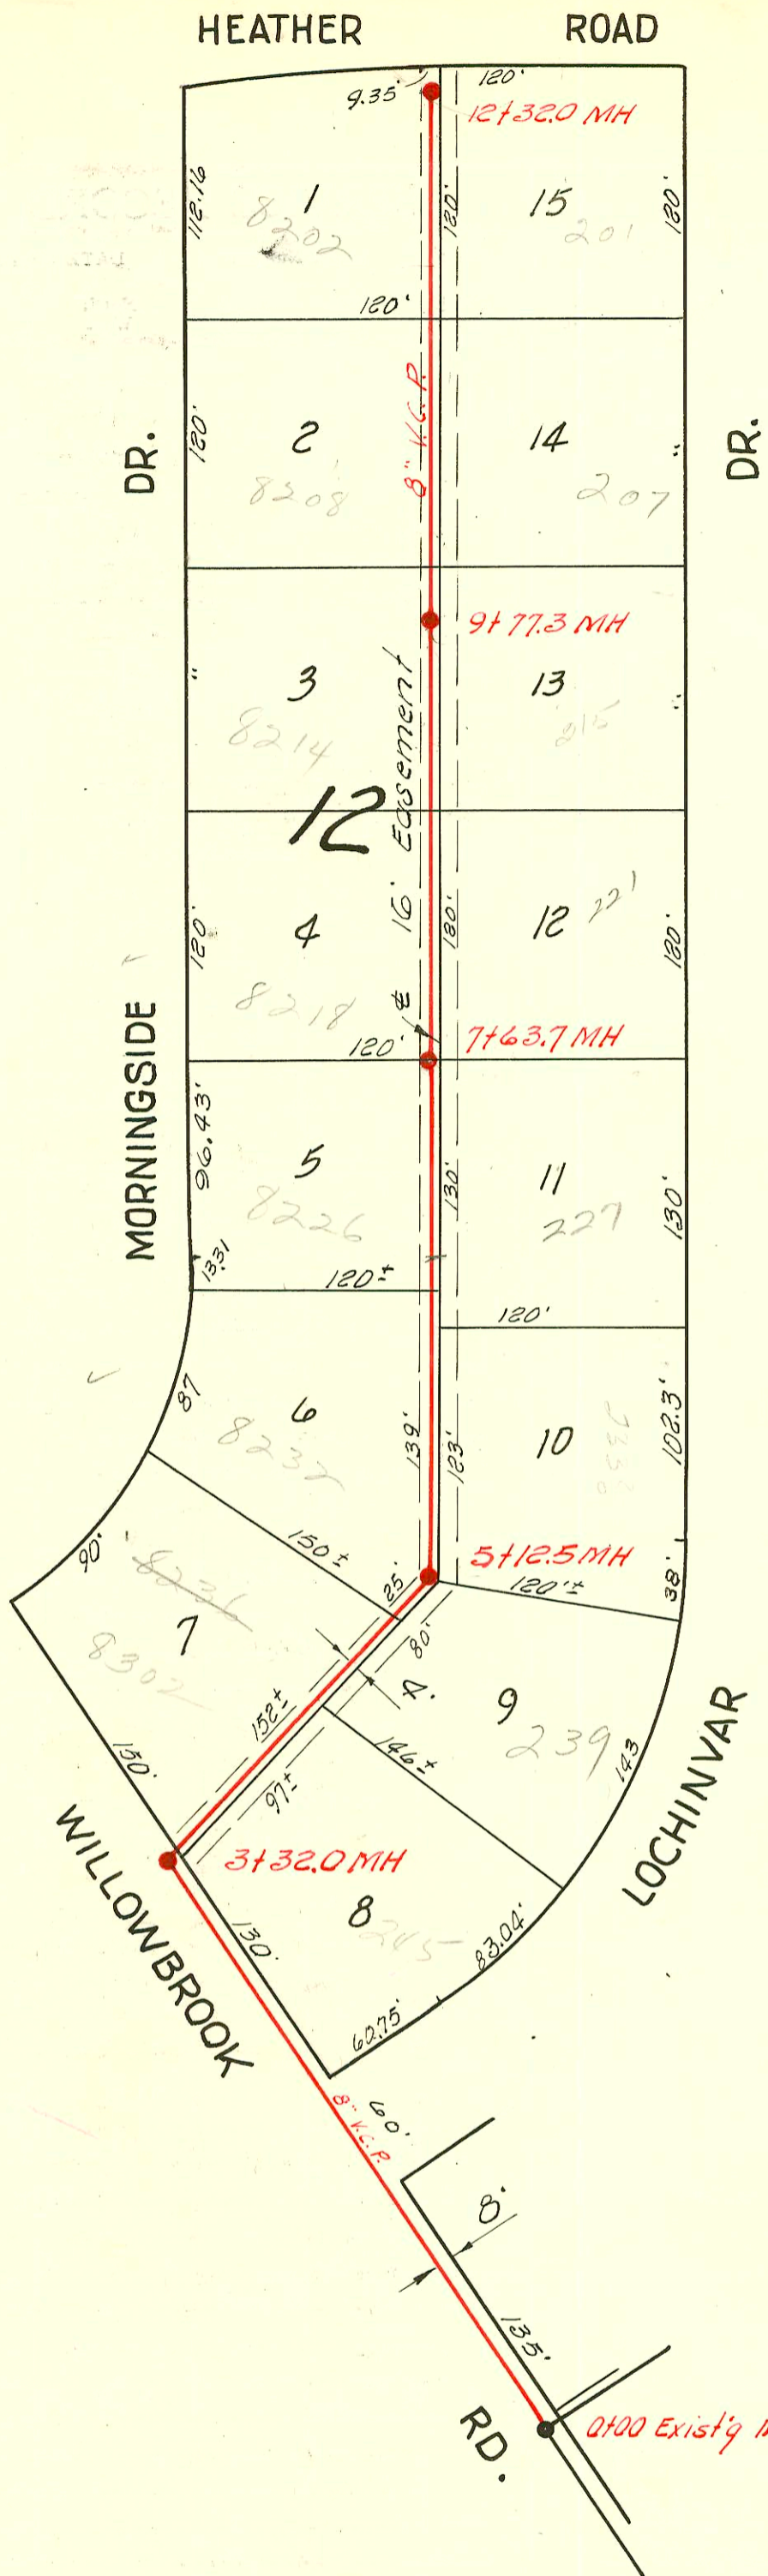 HEATHER ROAD
9.35' 120'
12+32.0 MH
112.16 1 120' 15 120'
8202 201
120'
8" V.C.P.
DR. 120' 2 14 " DR.
8208 207
9+77.3 MH
" 3 13 "
8214 215
12
16' Easement
120' 4 120' 12 221 120'
8218
120' ⅊
7+63.7 MH
MORNINGSIDE
96.43' 5 130' 11 130'
8226 227
13.31 120±
120'
87 6 139' 123' 10 102.3'
8232
150±
5+12.5 MH
90' 25' 120'± 38'
8236
7 80'
8302
152± 4' 9
239
150' 97± 146± 143
LOCHINVAR
WILLOWBROOK
3+32.0 MH
130' 8 245 83.04'
60.75'
8" V.C.P. 60'
8'
135'
RD.
0+00 Exist'g